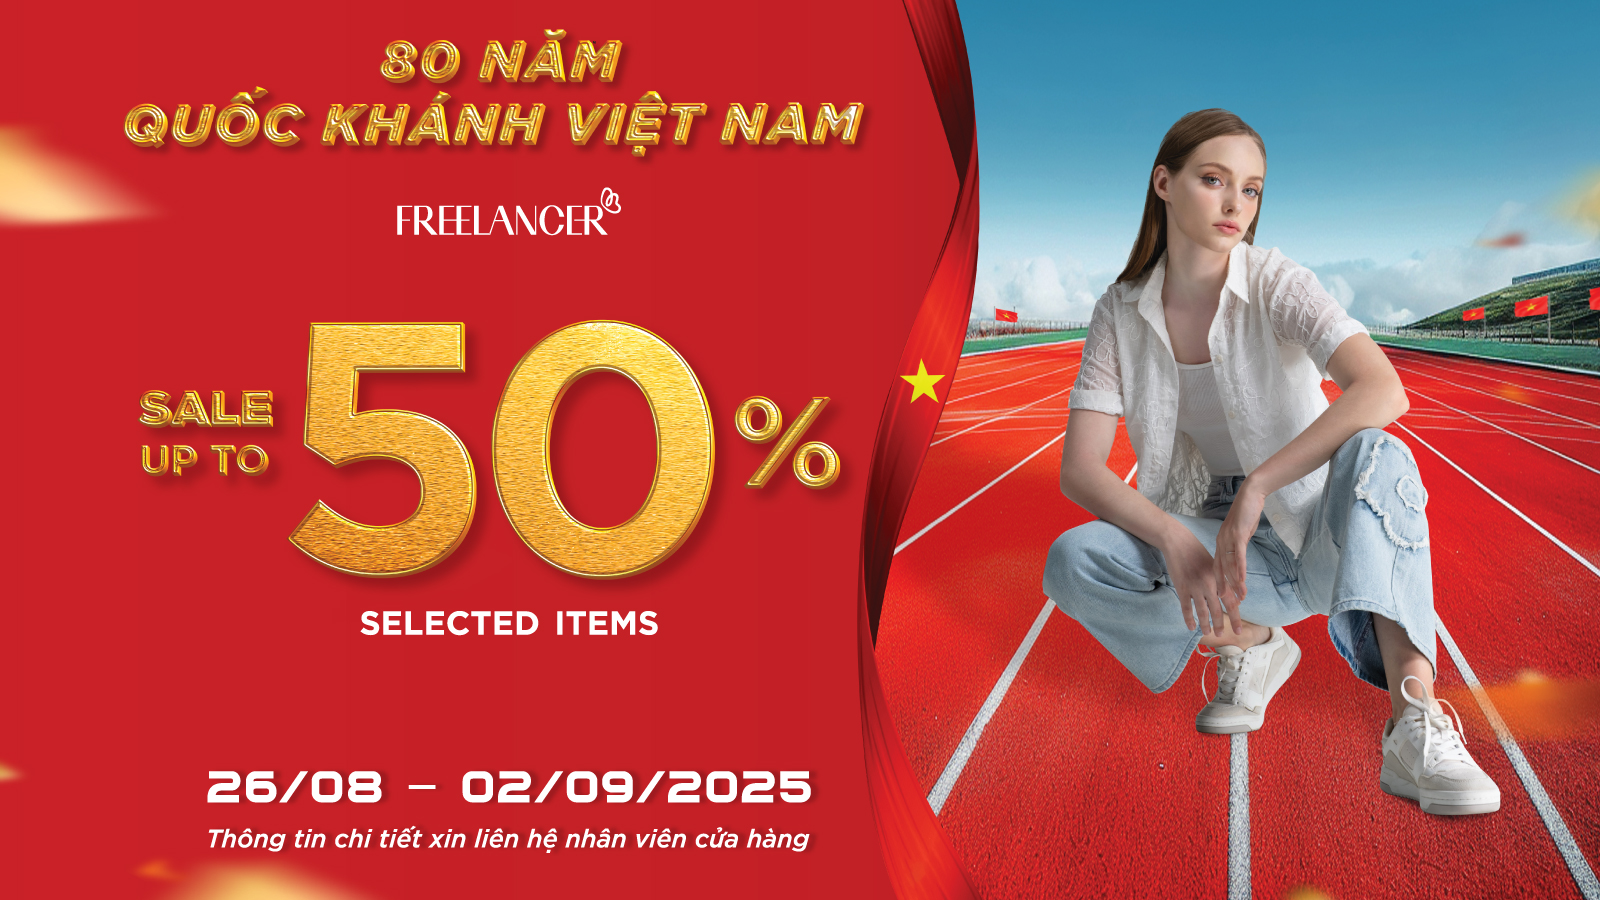 80 NĂM
QUỐC KHÁNH VIỆT NAM
FREELANCER
SALE
UP TO
50%
SELECTED ITEMS
26/08 – 02/09/2025
Thông tin chi tiết xin liên hệ nhân viên cửa hàng